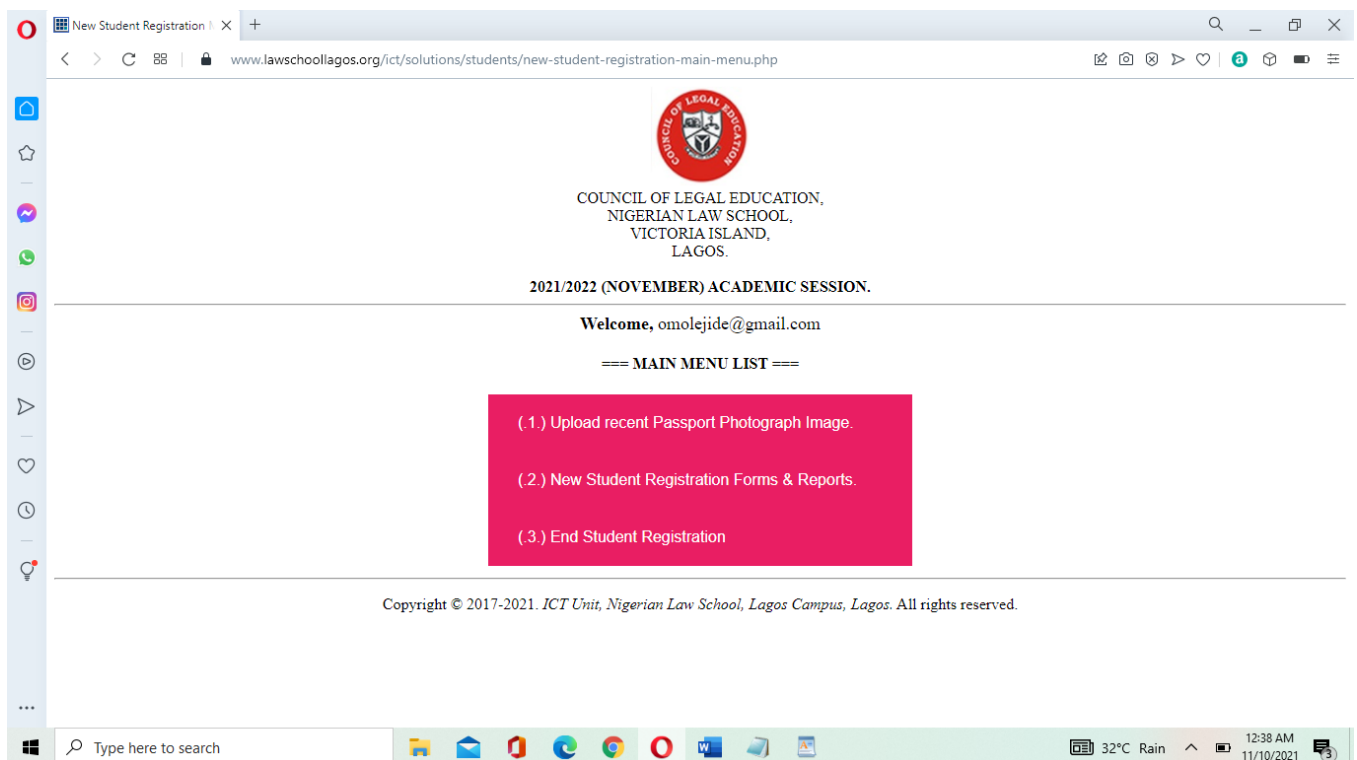 New Student Registration M
www.lawschoollagos.org/ict/solutions/students/new-student-registration-main-menu.php
COUNCIL OF LEGAL EDUCATION
COUNCIL OF LEGAL EDUCATION,
NIGERIAN LAW SCHOOL,
VICTORIA ISLAND,
LAGOS.
2021/2022 (NOVEMBER) ACADEMIC SESSION.
Welcome, omolejide@gmail.com
=== MAIN MENU LIST ===
(.1.) Upload recent Passport Photograph Image.
(.2.) New Student Registration Forms & Reports.
(.3.) End Student Registration
Copyright © 2017-2021. ICT Unit, Nigerian Law School, Lagos Campus, Lagos. All rights reserved.
Type here to search
32°C Rain
12:38 AM
11/10/2021
3